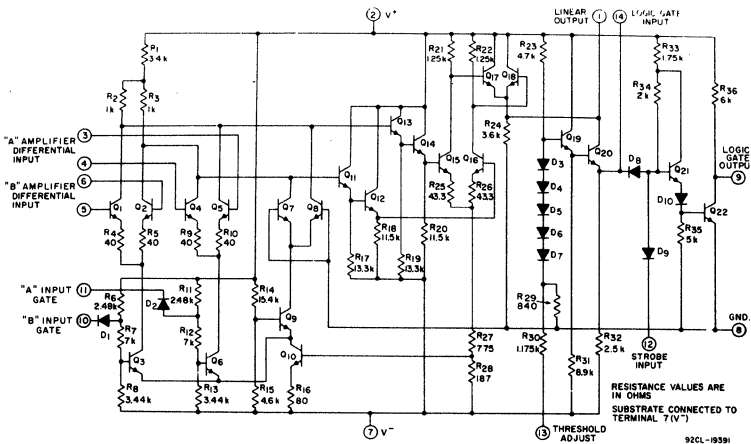 LINEAR OUTPUT
1
14
LOGIC GATE INPUT
2 V+
R1 3.4k
R2 1k
R3 1k
R21 1.25k
R22 1.25k
Q17
Q18
R23 4.7k
R33 1.75k
R34 2k
R36 6k
3
"A" AMPLIFIER DIFFERENTIAL INPUT
4
6
"B" AMPLIFIER DIFFERENTIAL INPUT
5
Q1
Q2
Q4
Q5
Q7
Q8
Q11
Q12
Q13
Q14
Q15
Q16
R24 3.6k
Q19
Q20
D3
D4
D5
D6
D7
D8
Q21
D10
Q22
LOGIC GATE OUTPUT
9
R4 40
R5 40
R9 40
R10 40
R25 43.3
R26 43.3
R18 11.5k
R20 11.5k
R17 13.3k
R19 13.3k
D9
R35 5k
11
"A" INPUT GATE
10
"B" INPUT GATE
R6 2.48k
D1
R7 7k
D2
R11 2.48k
R12 7k
R14 15.4k
Q9
Q10
Q3
Q6
R8 3.44k
R13 3.44k
R15 4.6k
R16 80
R27 775
R28 187
R29 840
R30 1.175k
R31 8.9k
R32 2.5k
GND.
8
12
STROBE INPUT
7 V-
13 THRESHOLD ADJUST
RESISTANCE VALUES ARE
IN OHMS
SUBSTRATE CONNECTED TO
TERMINAL 7 (V-)
92CL-19391